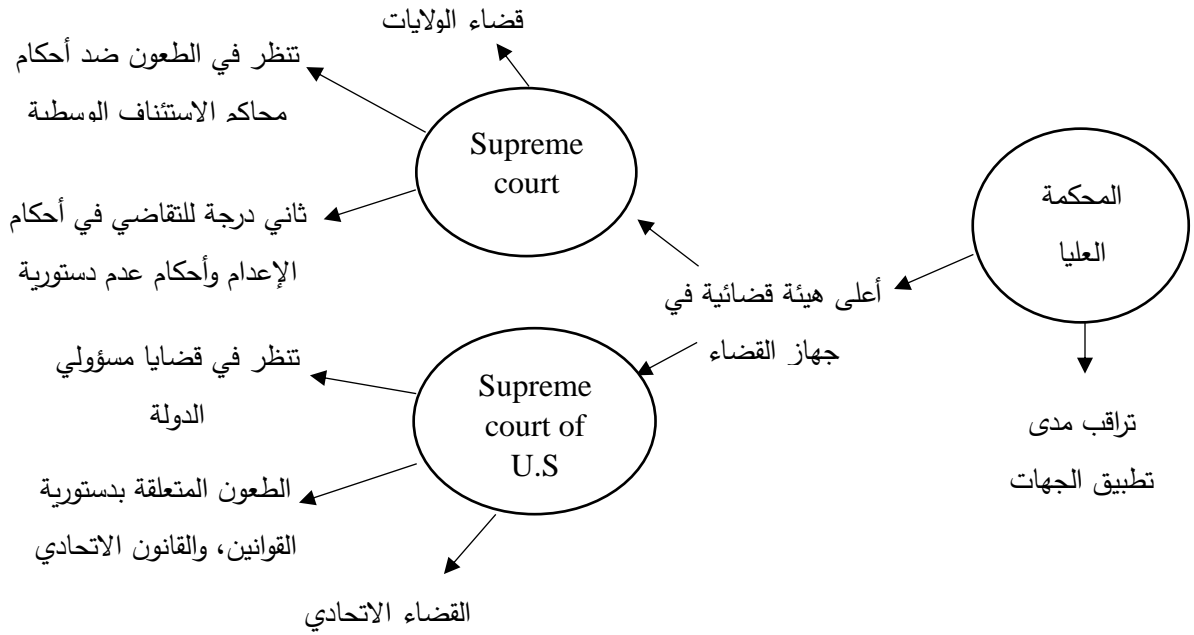 قضاء الولايات
تنظر في الطعون ضد أحكام
محاكم الاستئناف الوسطية
Supreme
court
ثاني درجة للتقاضي في أحكام
الإعدام وأحكام عدم دستورية
المحكمة
العليا
أعلى هيئة قضائية في
جهاز القضاء
تنظر في قضايا مسؤولي
الدولة
Supreme
court of
U.S
الطعون المتعلقة بدستورية
القوانين، والقانون الاتحادي
تراقب مدى
تطبيق الجهات
القضاء الاتحادي